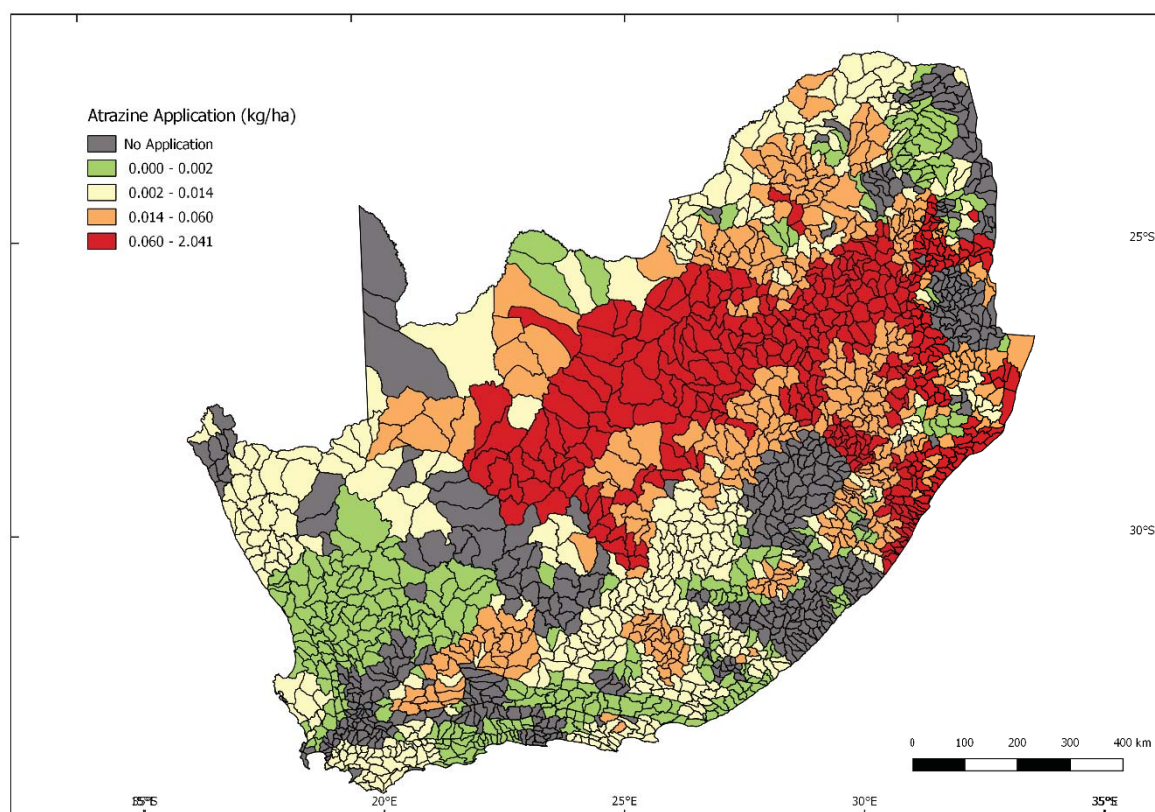 Atrazine Application (kg/ha)
No Application
0.000 - 0.002
0.002 - 0.014
0.014 - 0.060
0.060 - 2.041
25°S
30°S
0 100 200 300 400 km
20°E 25°E 30°E 35°E